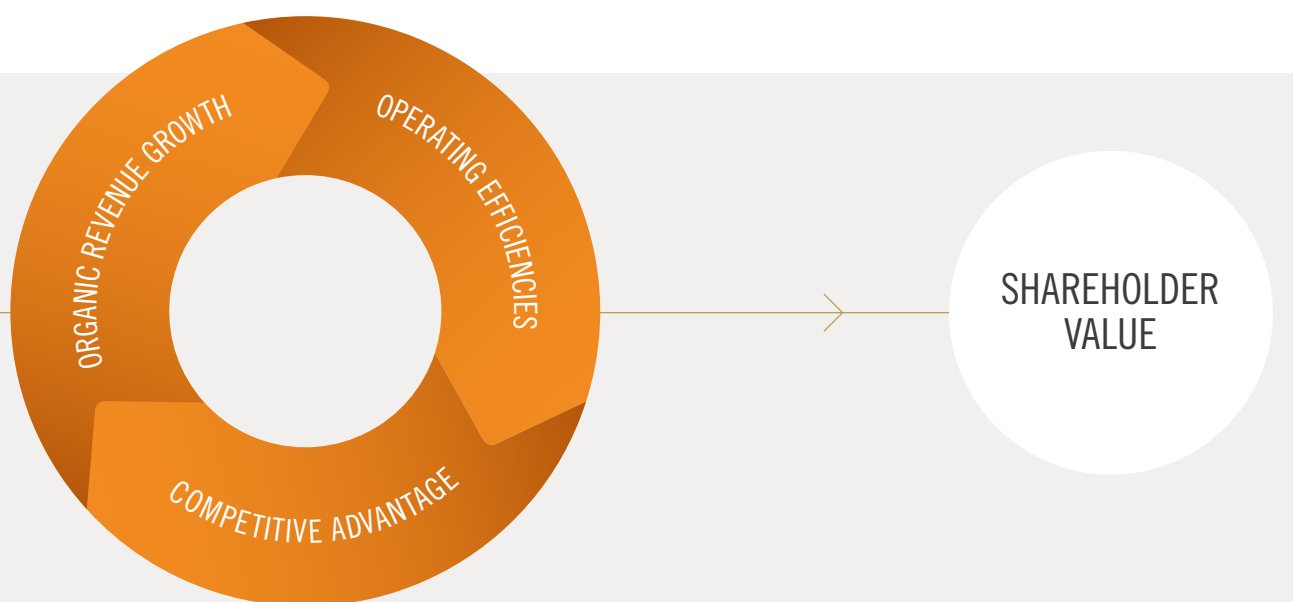 ORGANIC REVENUE GROWTH
OPERATING EFFICIENCIES
COMPETITIVE ADVANTAGE
SHAREHOLDER
VALUE